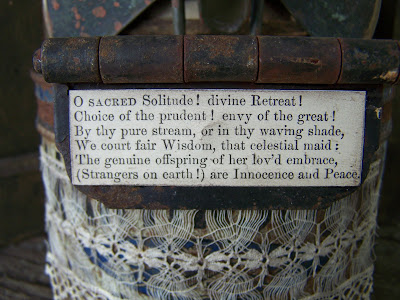 O SACRED Solitude! divine Retreat!
Choice of the prudent! envy of the great!
By thy pure stream, or in thy waving shade,
We court fair Wisdom, that celestial maid:
The genuine offspring of her lov'd embrace,
(Strangers on earth!) are Innocence and Peace.